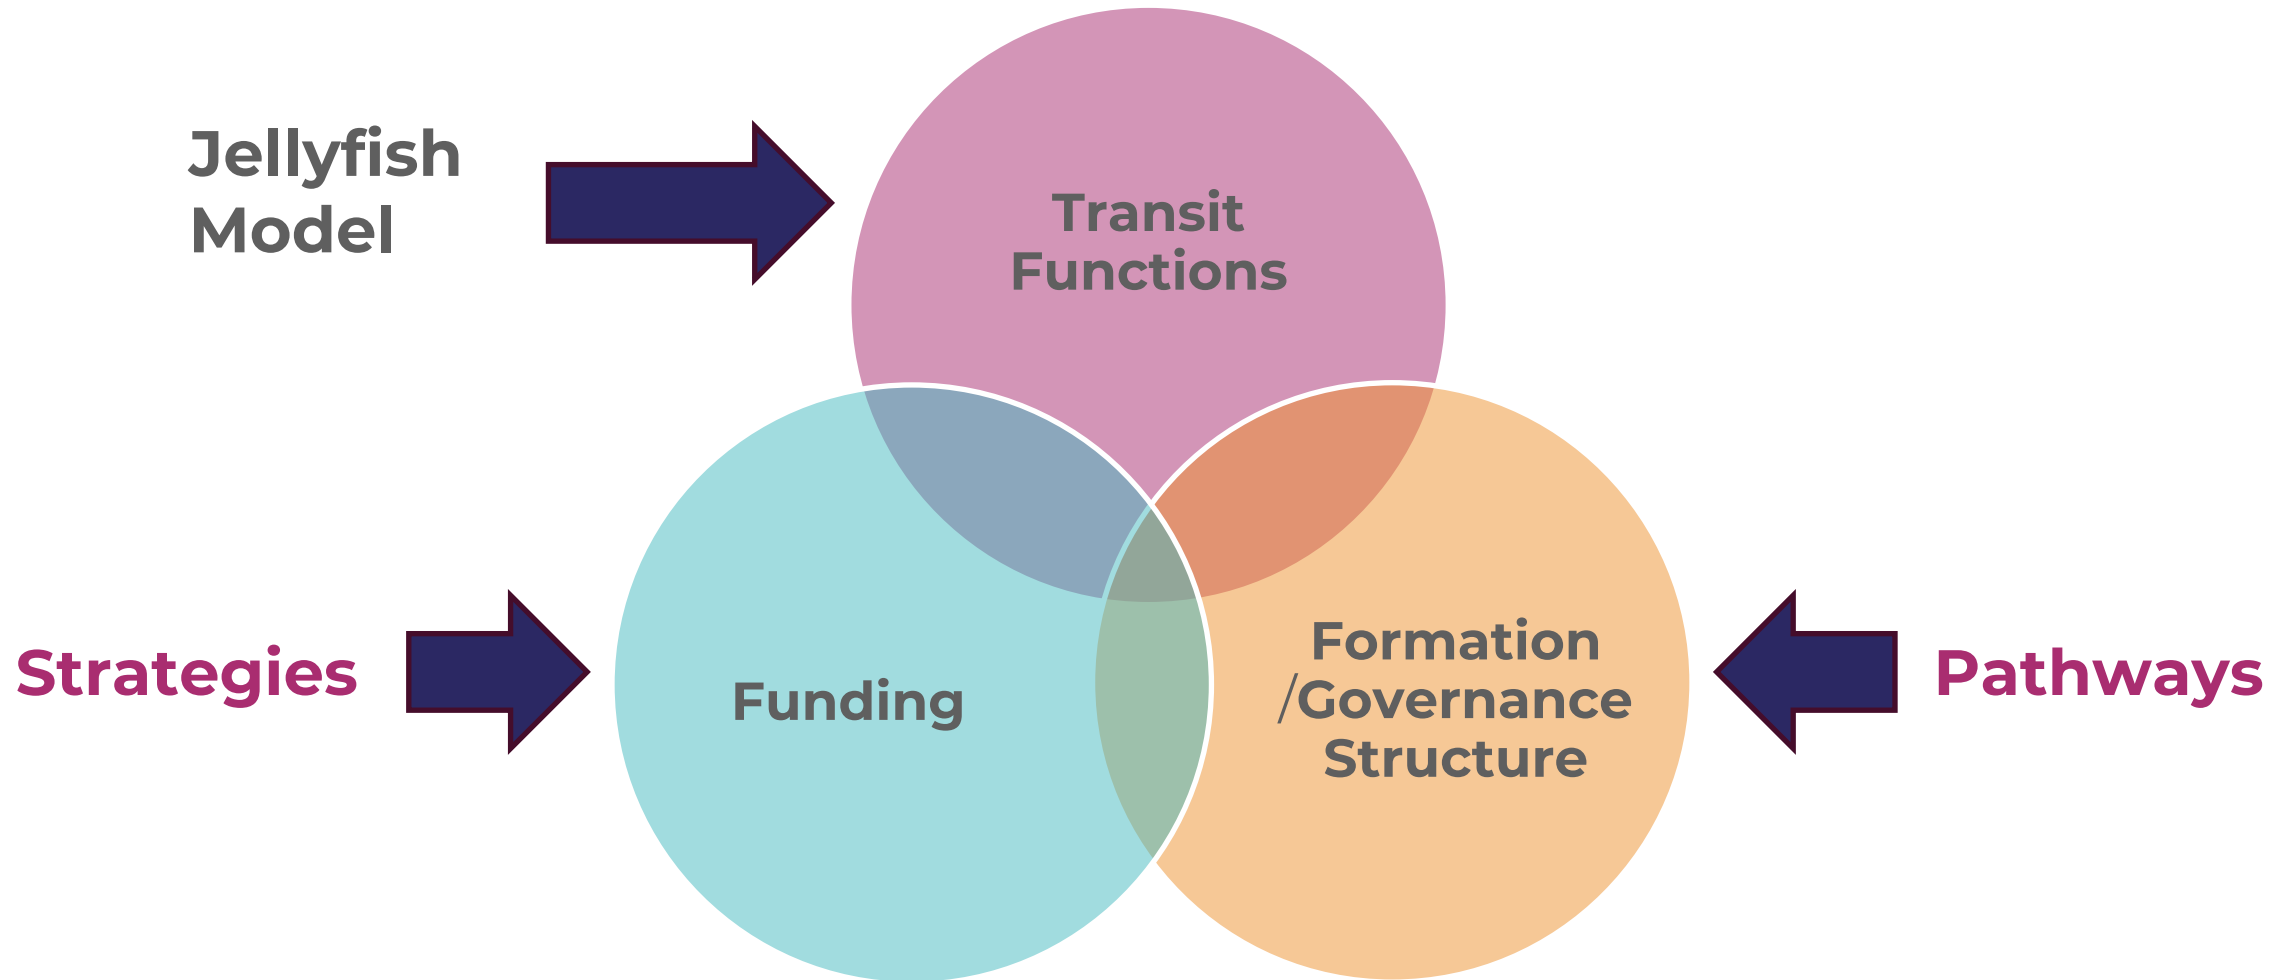 Jellyfish
Model
Transit
Functions
Strategies
Funding
Formation
/Governance
Structure
Pathways